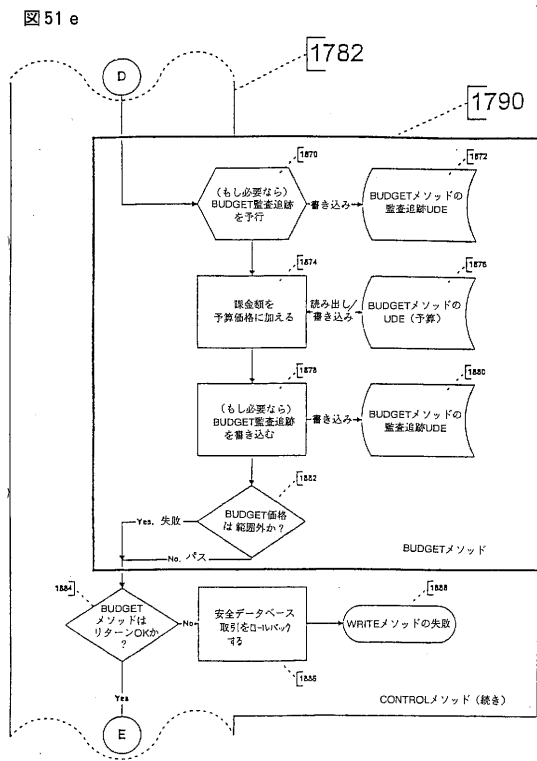 図51e
1782
D
1790
1870
(もし必要なら)
BUDGET監査追跡
を予行
書き込み
1872
BUDGETメソッドの
監査追跡UDE
1874
課金額を
予算価格に加える
読み出し/
書き込み
1876
BUDGETメソッドの
UDE(予算)
1878
(もし必要なら)
BUDGET監査追跡
を書き込む
書き込み
1880
BUDGETメソッドの
監査追跡UDE
1882
BUDGET価格
は範囲外か?
Yes, 失敗
No, パス
BUDGETメソッド
1884
BUDGET
メソッドは
リターンOKか
?
No
安全データベース
取引をロールバック
する
1886
1888
WRITEメソッドの失敗
Yes
CONTROLメソッド(続き)
E